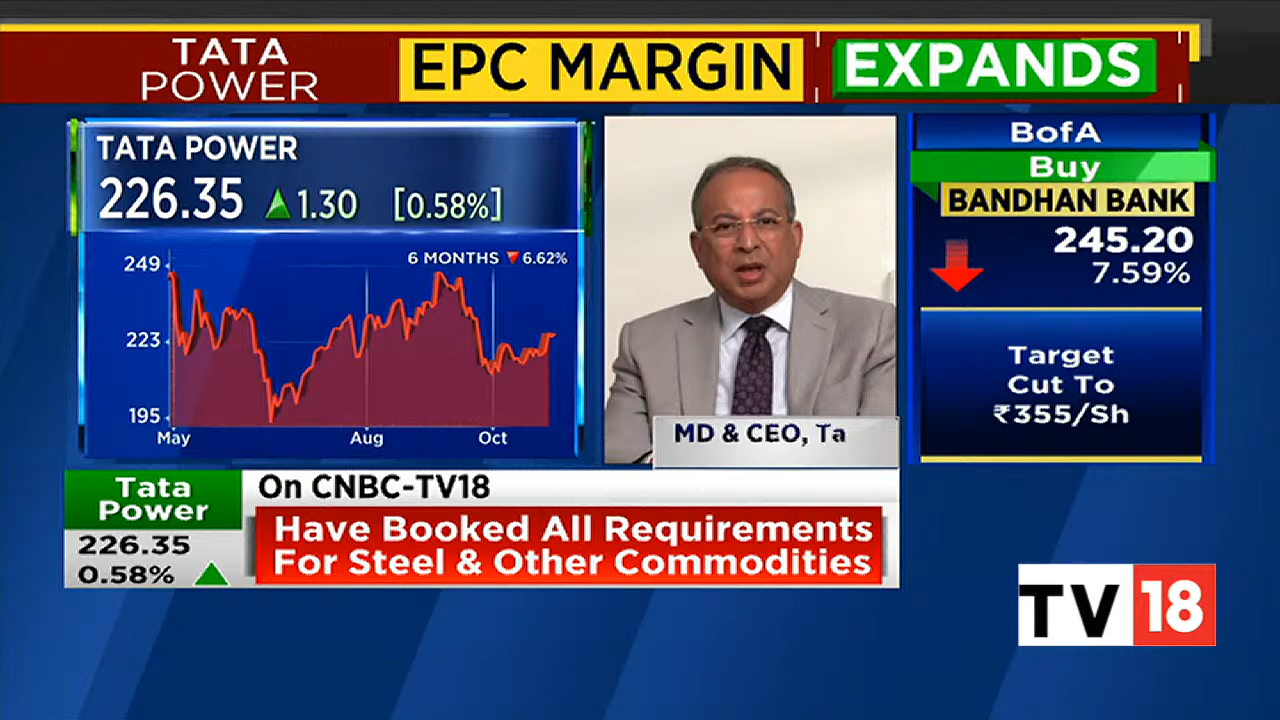 TATA
POWER
EPC MARGIN
EXPANDS
TATA POWER
226.35 1.30 [0.58%]
6 MONTHS 6.62%
249
223
195
May Aug Oct
MD & CEO, Ta
BofA
Buy
BANDHAN BANK
245.20
7.59%
Target
Cut To
₹355/Sh
Tata
Power
226.35
0.58%
On CNBC-TV18
Have Booked All Requirements
For Steel & Other Commodities
TV18